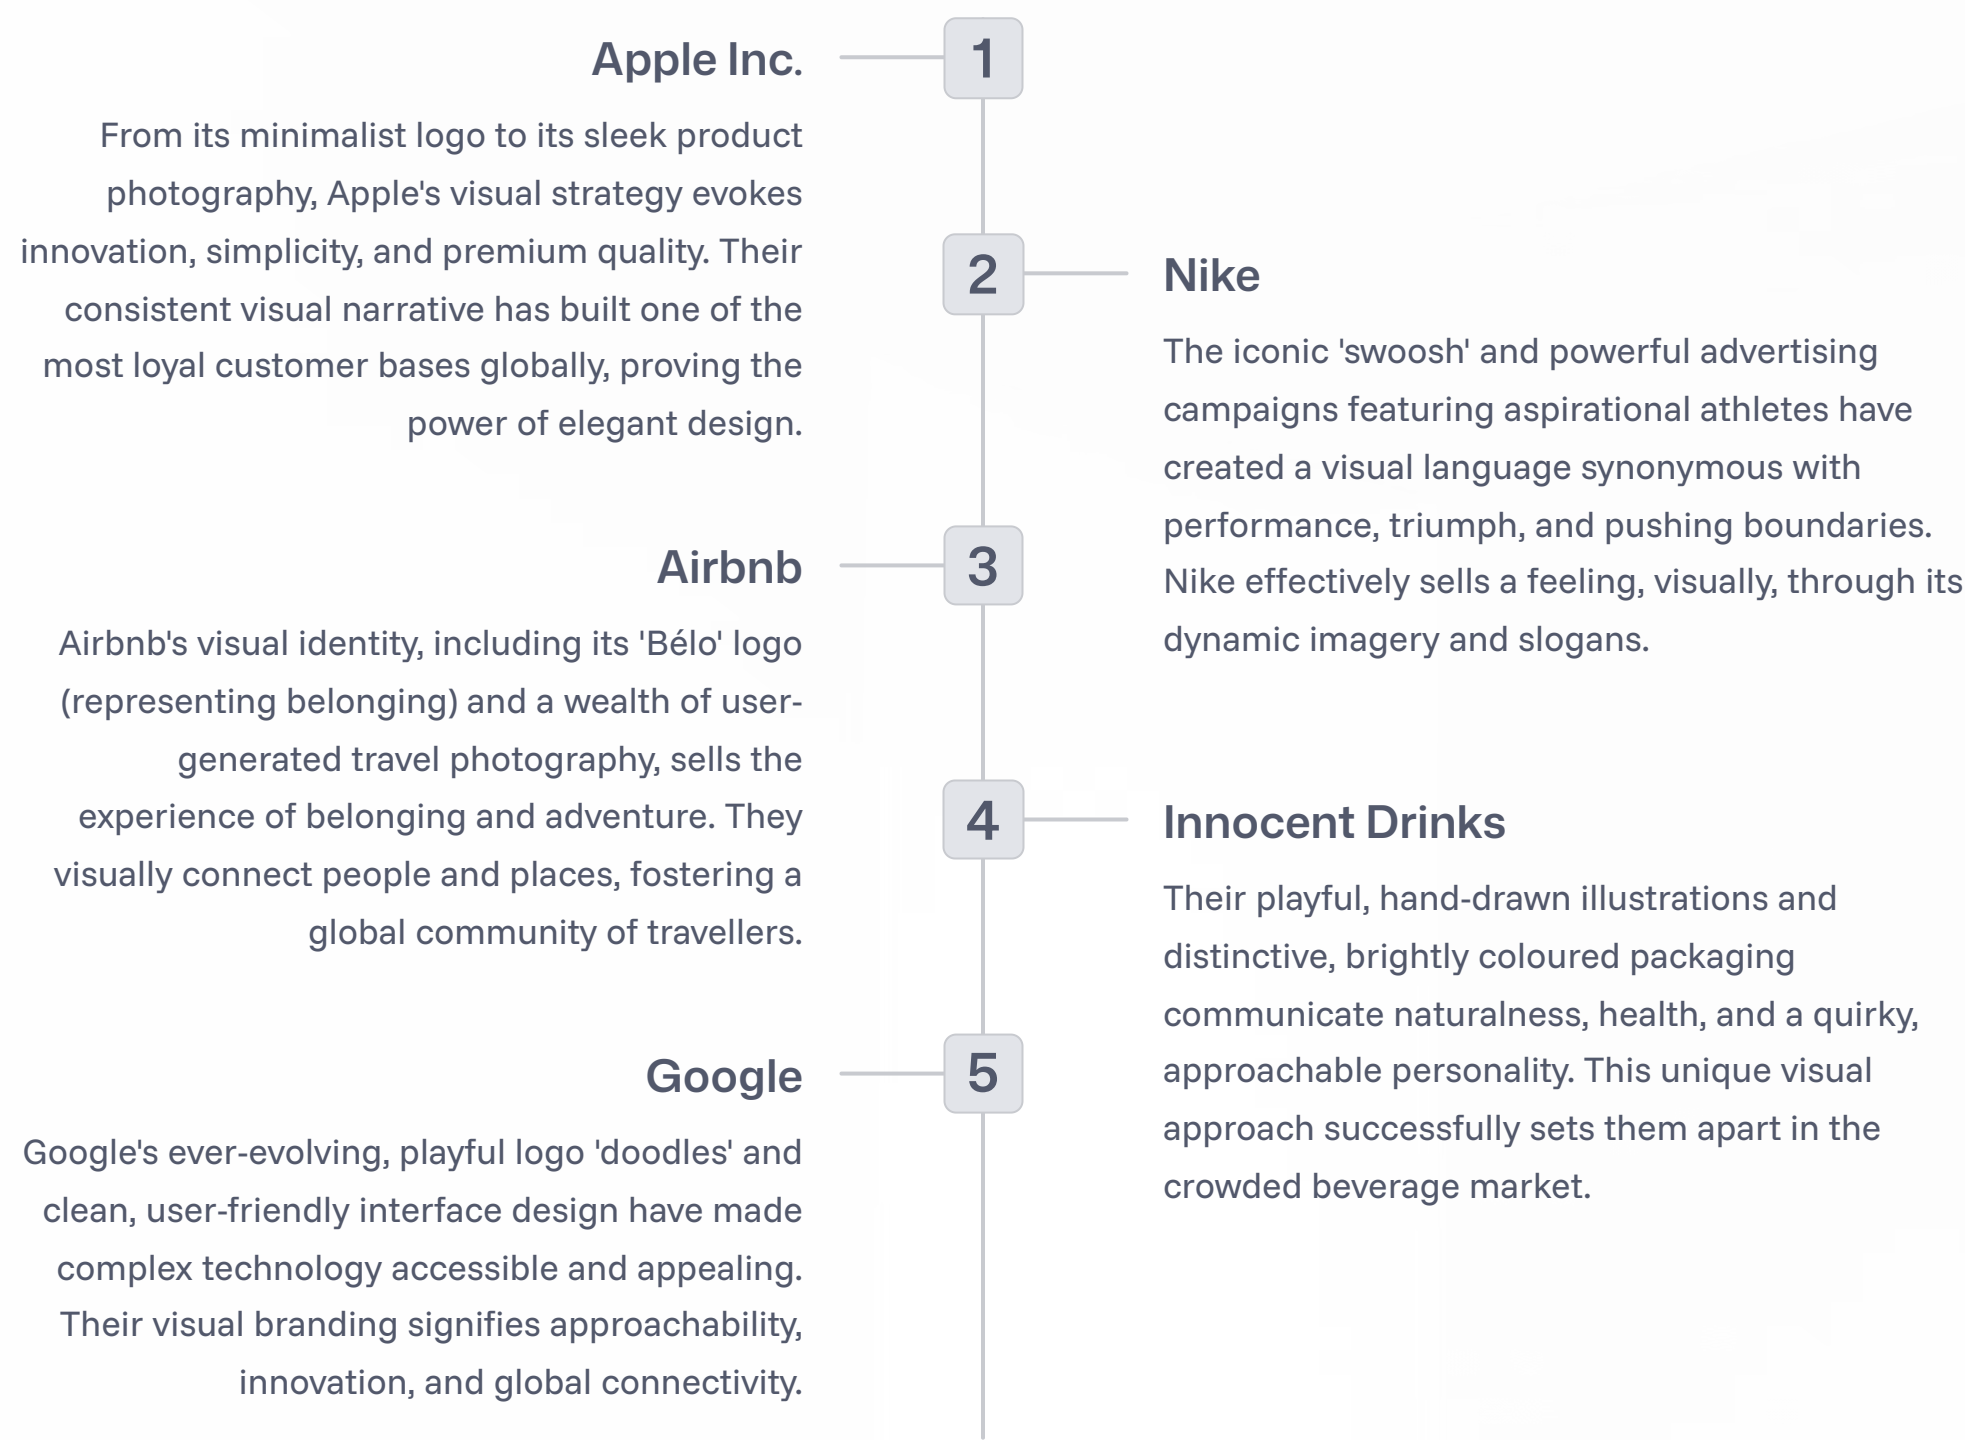 1
Apple Inc.
From its minimalist logo to its sleek product
photography, Apple's visual strategy evokes
innovation, simplicity, and premium quality. Their
consistent visual narrative has built one of the
most loyal customer bases globally, proving the
power of elegant design.
2
Nike
The iconic 'swoosh' and powerful advertising
campaigns featuring aspirational athletes have
created a visual language synonymous with
performance, triumph, and pushing boundaries.
Nike effectively sells a feeling, visually, through its
dynamic imagery and slogans.
3
Airbnb
Airbnb's visual identity, including its 'Bélo' logo
(representing belonging) and a wealth of user-
generated travel photography, sells the
experience of belonging and adventure. They
visually connect people and places, fostering a
global community of travellers.
4
Innocent Drinks
Their playful, hand-drawn illustrations and
distinctive, brightly coloured packaging
communicate naturalness, health, and a quirky,
approachable personality. This unique visual
approach successfully sets them apart in the
crowded beverage market.
5
Google
Google's ever-evolving, playful logo 'doodles' and
clean, user-friendly interface design have made
complex technology accessible and appealing.
Their visual branding signifies approachability,
innovation, and global connectivity.